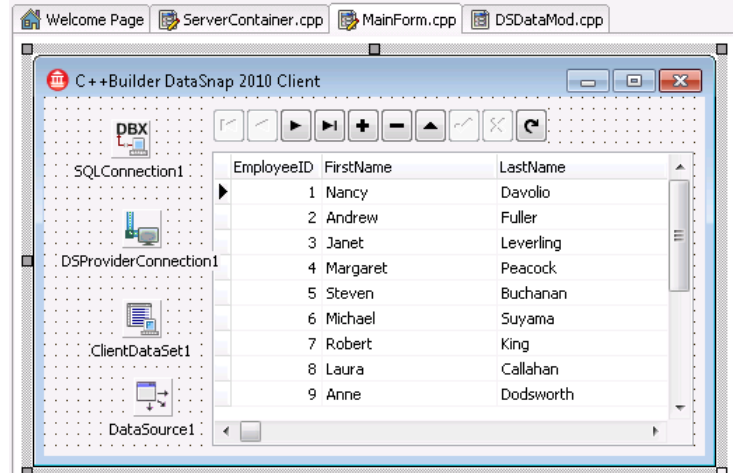 Welcome Page ServerContainer.cpp MainForm.cpp DSDataMod.cpp
C++Builder DataSnap 2010 Client
DBX
SQLConnection1
DSProviderConnection1
ClientDataSet1
DataSource1
EmployeeID FirstName LastName
1 Nancy Davolio
2 Andrew Fuller
3 Janet Leverling
4 Margaret Peacock
5 Steven Buchanan
6 Michael Suyama
7 Robert King
8 Laura Callahan
9 Anne Dodsworth